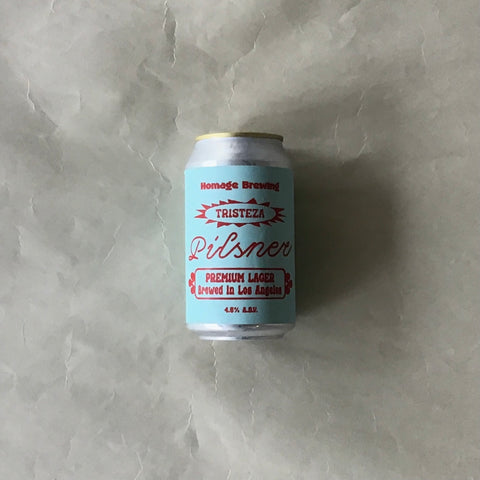 Homage Brewing
TRISTEZA
Pilsner
PREMIUM LAGER
Brewed in Los Angeles
4.8% A.B.V.